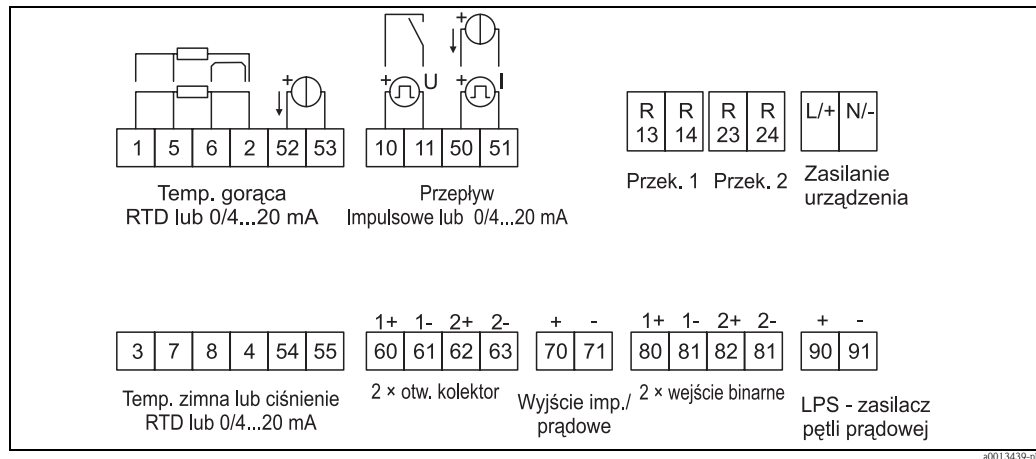 + + + +
U I
1 5 6 2 52 53 10 11 50 51
R R R R L/+ N/-
13 14 23 24
Temp. gorąca
RTD lub 0/4...20 mA
Przepływ
Impulsowe lub 0/4...20 mA
Przek. 1 Przek. 2
Zasilanie
urządzenia
1+ 1- 2+ 2- + - 1+ 1- 2+ 2- + -
3 7 8 4 54 55 60 61 62 63 70 71 80 81 82 81 90 91
Temp. zimna lub ciśnienie
RTD lub 0/4...20 mA
2 × otw. kolektor
Wyjście imp./
prądowe
2 × wejście binarne
LPS - zasilacz
pętli prądowej